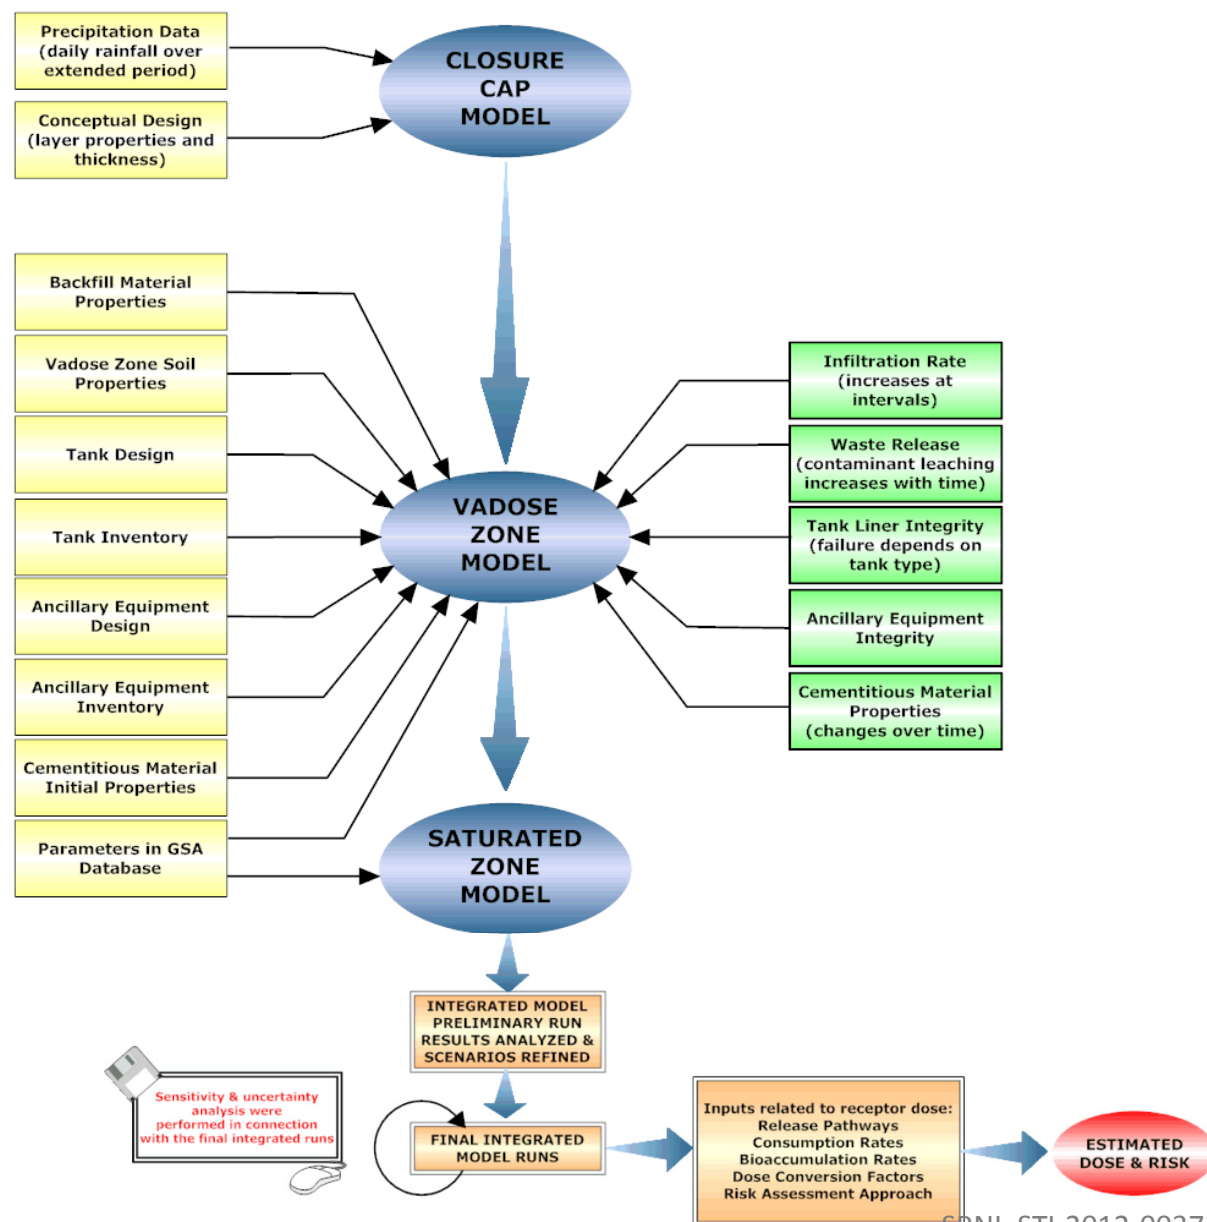 Precipitation Data
(daily rainfall over
extended period)
CLOSURE
CAP
MODEL
Conceptual Design
(layer properties and
thickness)
Backfill Material
Properties
Vadose Zone Soil
Properties
Tank Design
Tank Inventory
Ancillary Equipment
Design
Ancillary Equipment
Inventory
Cementitious Material
Initial Properties
Parameters in GSA
Database
VADOSE
ZONE
MODEL
Infiltration Rate
(increases at
intervals)
Waste Release
(contaminant leaching
increases with time)
Tank Liner Integrity
(failure depends on
tank type)
Ancillary Equipment
Integrity
Cementitious Material
Properties
(changes over time)
SATURATED
ZONE
MODEL
INTEGRATED MODEL
PRELIMINARY RUN
RESULTS ANALYZED &
SCENARIOS REFINED
Sensitivity & uncertainty
analysis were
performed in connection
with the final integrated runs
FINAL INTEGRATED
MODEL RUNS
Inputs related to receptor dose:
Release Pathways
Consumption Rates
Bioaccumulation Rates
Dose Conversion Factors
Risk Assessment Approach
ESTIMATED
DOSE & RISK